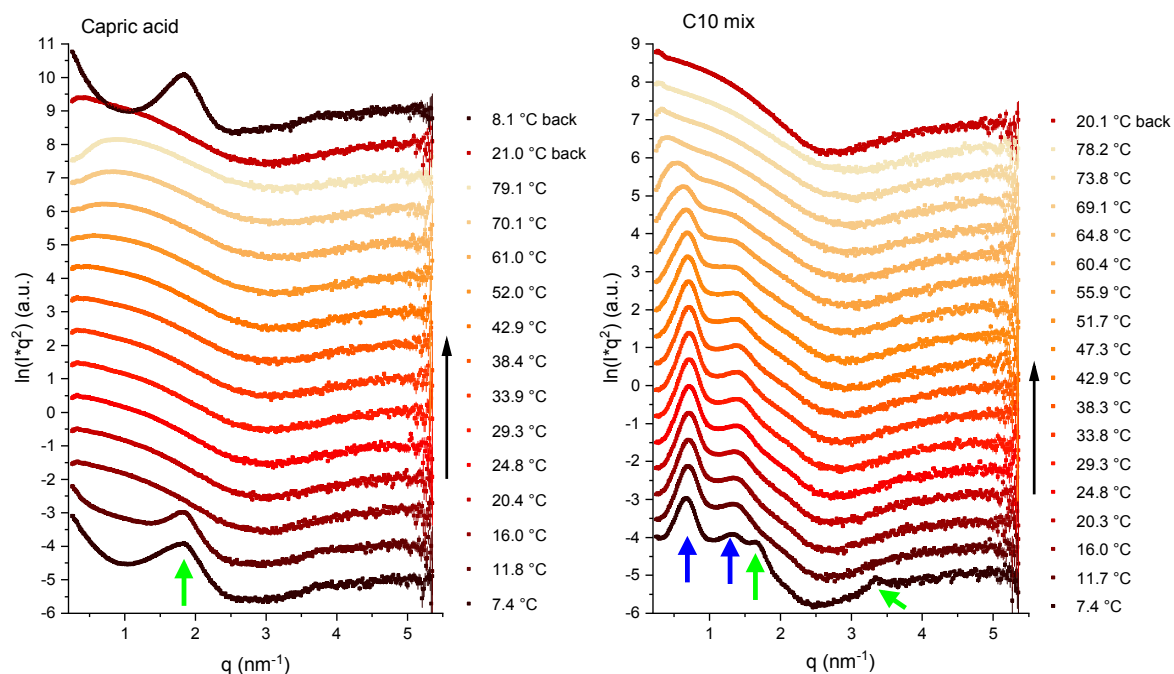 Capric acid
11
10
9
8
7
6
5
4
3
2
1
0
-1
-2
-3
-4
-5
-6
ln(I*q²) (a.u.)
1 2 3 4 5
q (nm⁻¹)
8.1 °C back
21.0 °C back
79.1 °C
70.1 °C
61.0 °C
52.0 °C
42.9 °C
38.4 °C
33.9 °C
29.3 °C
24.8 °C
20.4 °C
16.0 °C
11.8 °C
7.4 °C
C10 mix
9
8
7
6
5
4
3
2
1
0
-1
-2
-3
-4
-5
-6
ln(I*q²) (a.u.)
1 2 3 4 5
q (nm⁻¹)
20.1 °C back
78.2 °C
73.8 °C
69.1 °C
64.8 °C
60.4 °C
55.9 °C
51.7 °C
47.3 °C
42.9 °C
38.3 °C
33.8 °C
29.3 °C
24.8 °C
20.3 °C
16.0 °C
11.7 °C
7.4 °C